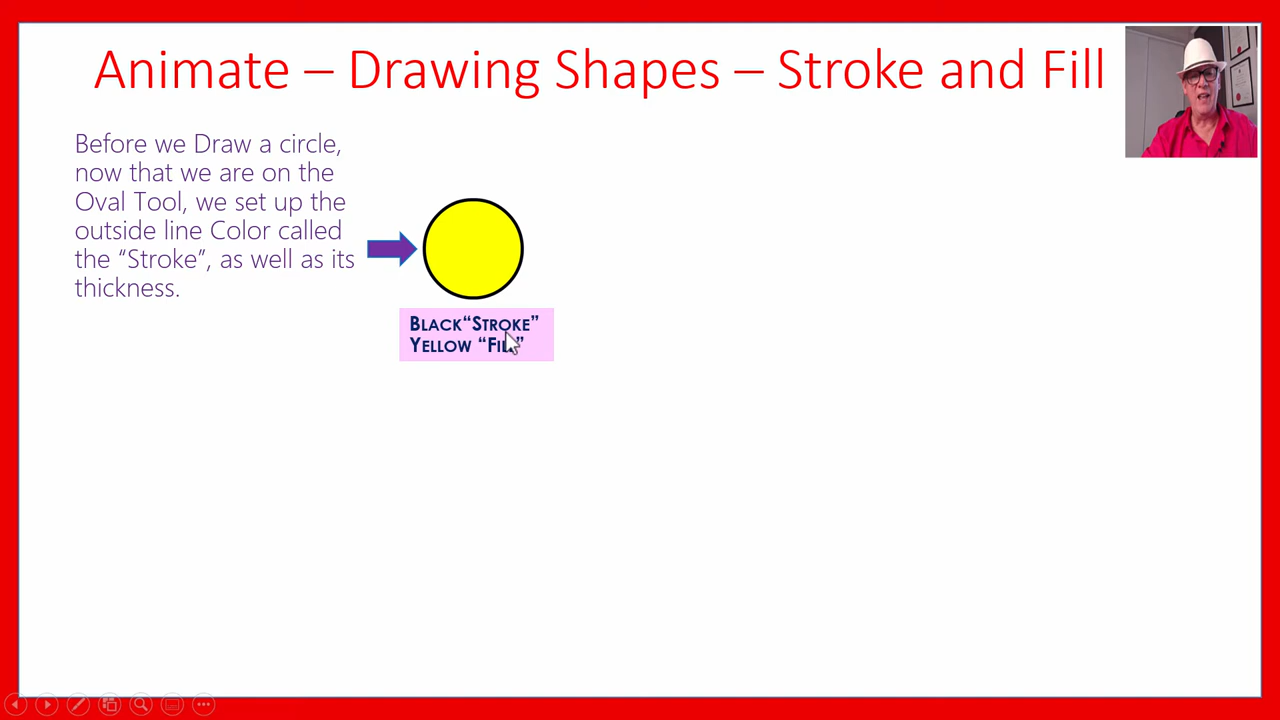 Animate – Drawing Shapes – Stroke and Fill
Before we Draw a circle,
now that we are on the
Oval Tool, we set up the
outside line Color called
the “Stroke”, as well as its
thickness.
Black“Stroke”
Yellow “Fill”